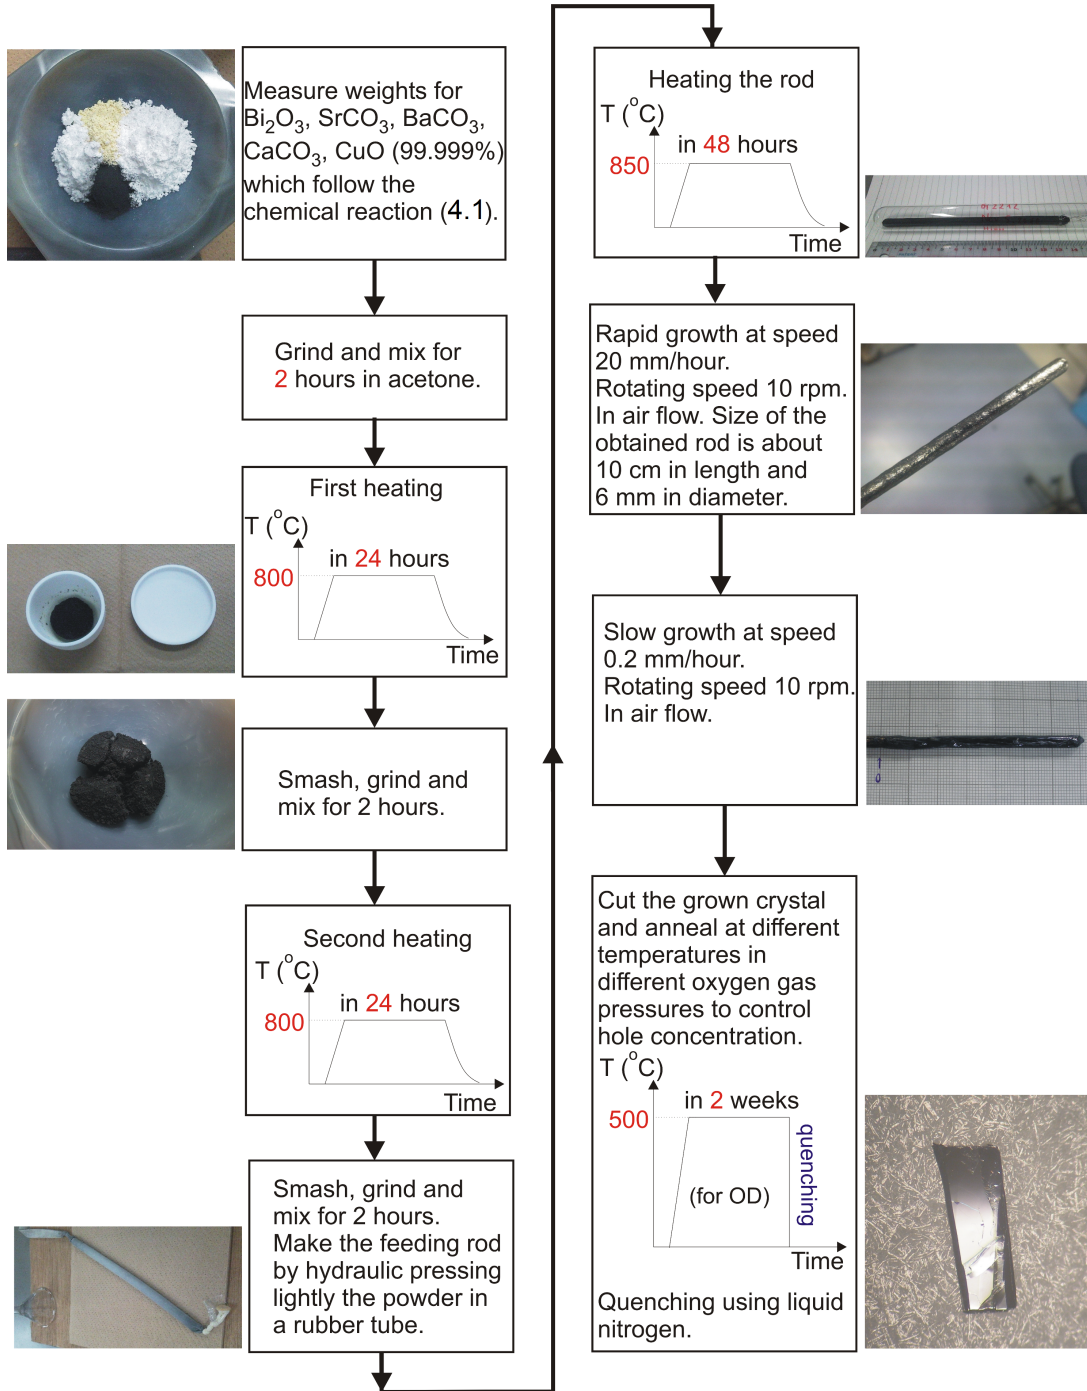 Measure weights for
Bi₂O₃, SrCO₃, BaCO₃,
CaCO₃, CuO (99.999%)
which follow the
chemical reaction (4.1).
Grind and mix for
2 hours in acetone.
First heating
T (°C)
in 24 hours
800
Time
Smash, grind and
mix for 2 hours.
Second heating
T (°C)
in 24 hours
800
Time
Smash, grind and
mix for 2 hours.
Make the feeding rod
by hydraulic pressing
lightly the powder in
a rubber tube.
Heating the rod
T (°C)
in 48 hours
850
Time
Rapid growth at speed
20 mm/hour.
Rotating speed 10 rpm.
In air flow. Size of the
obtained rod is about
10 cm in length and
6 mm in diameter.
Slow growth at speed
0.2 mm/hour.
Rotating speed 10 rpm.
In air flow.
Cut the grown crystal
and anneal at different
temperatures in
different oxygen gas
pressures to control
hole concentration.
T (°C)
in 2 weeks
500
quenching
(for OD)
Time
Quenching using liquid
nitrogen.